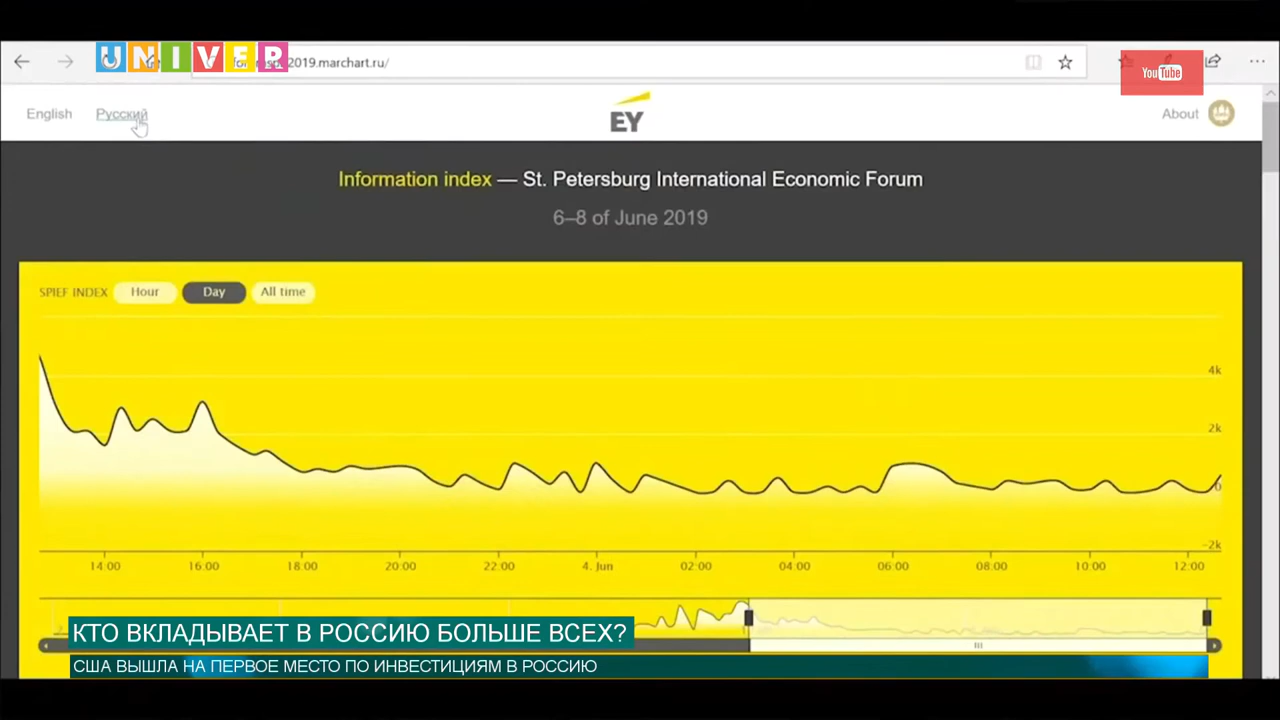 UNIVER
2019.marchart.ru/
YouTube
English
Русский
EY
About
Information index — St. Petersburg International Economic Forum
6–8 of June 2019
SPIEF INDEX
Hour
Day
All time
4k
2k
0
-2k
14:00
16:00
18:00
20:00
22:00
4. Jun
02:00
04:00
06:00
08:00
10:00
12:00
КТО ВКЛАДЫВАЕТ В РОССИЮ БОЛЬШЕ ВСЕХ?
США ВЫШЛА НА ПЕРВОЕ МЕСТО ПО ИНВЕСТИЦИЯМ В РОССИЮ